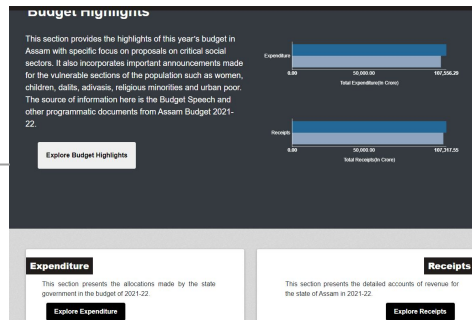 Budget Highlights
This section provides the highlights of this year's budget in
Assam with specific focus on proposals on critical social
sectors. It also incorporates important announcements made
for the vulnerable sections of the population such as women,
children, dalits, adivasis, religious minorities and urban poor.
The source of information here is the Budget Speech and
other programmatic documents from Assam Budget 2021-
22.
Explore Budget Highlights
Expenditure
0.00 50,000.00 107,556.20
Total Expenditure(In Crore)
Receipts
0.00 50,000.00 107,317.55
Total Receipts(In Crore)
Expenditure
This section presents the allocations made by the state
government in the budget of 2021-22.
Explore Expenditure
Receipts
This section presents the detailed accounts of revenue for
the state of Assam in 2021-22.
Explore Receipts